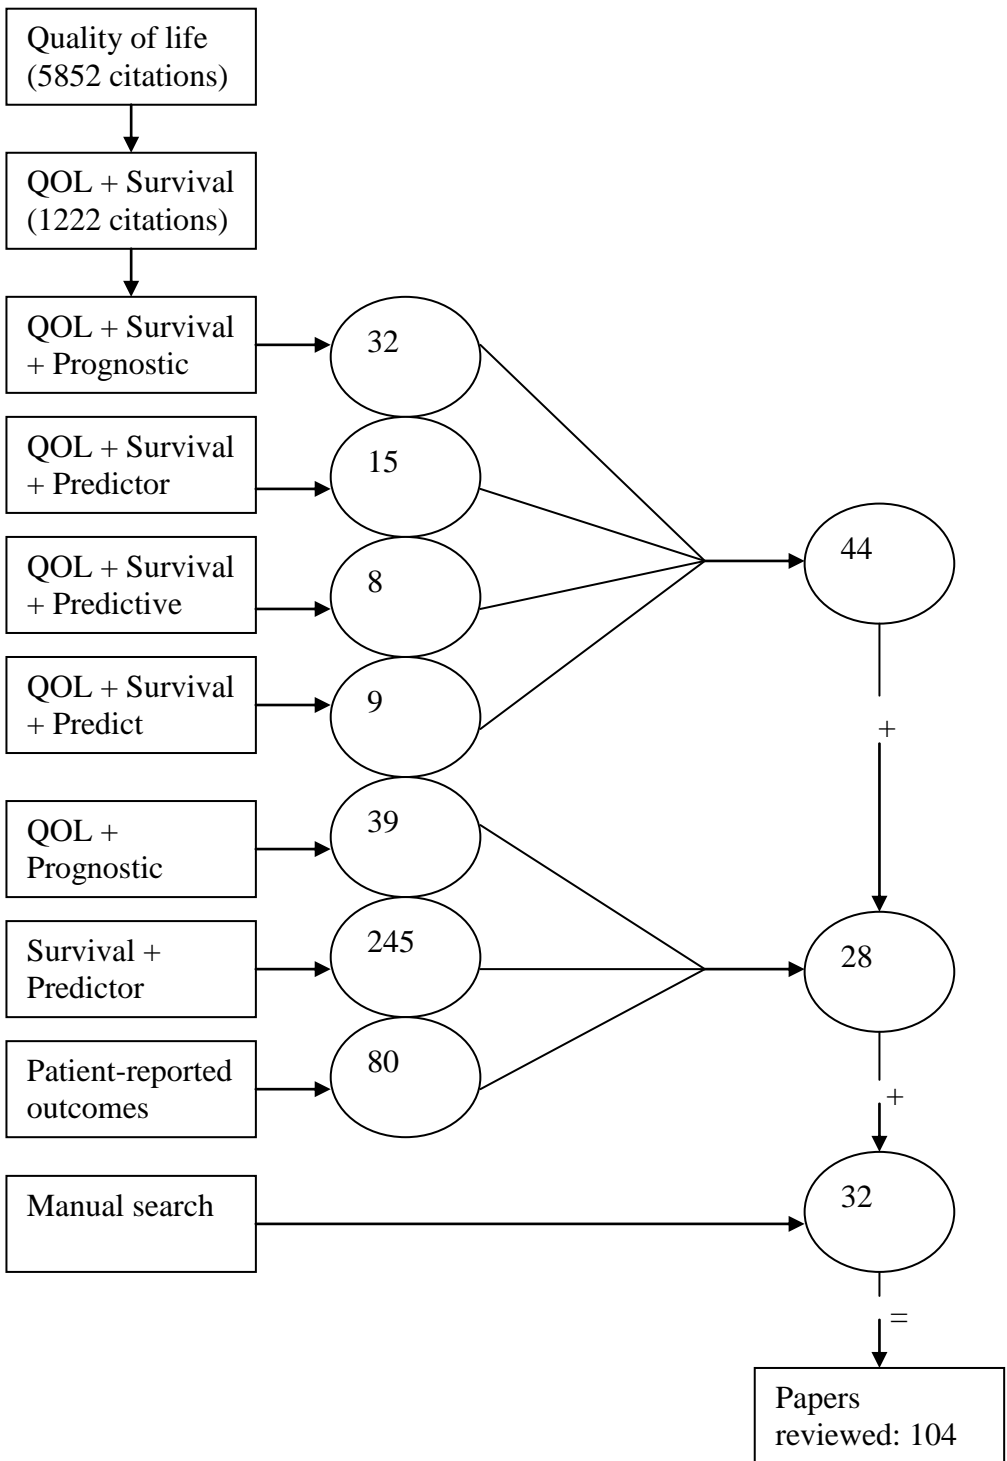 Quality of life
(5852 citations)
QOL + Survival
(1222 citations)
QOL + Survival
+ Prognostic
32
QOL + Survival
+ Predictor
15
QOL + Survival
+ Predictive
8
44
QOL + Survival
+ Predict
9
+
QOL +
Prognostic
39
Survival +
Predictor
245
28
Patient-reported
outcomes
80
+
Manual search
32
=
Papers
reviewed: 104